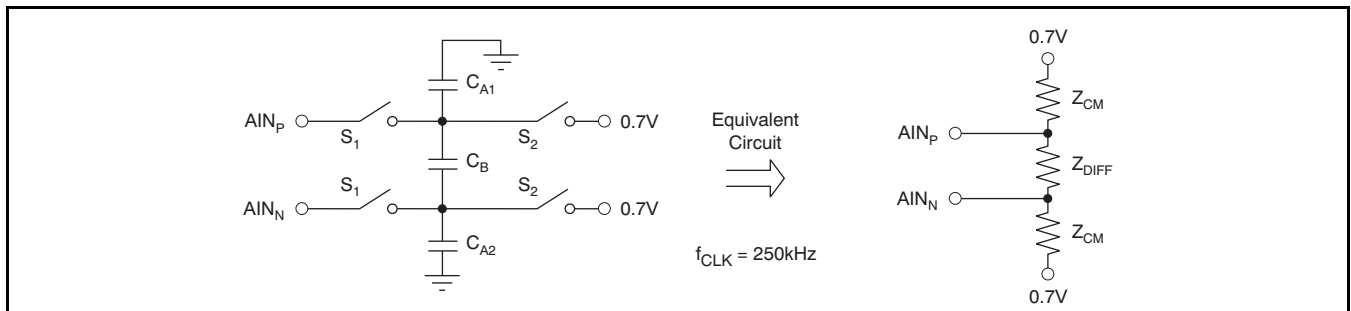 C_A1
AIN_P
S_1
S_2
0.7V
C_B
AIN_N
S_1
S_2
0.7V
C_A2
Equivalent
Circuit
f_CLK = 250kHz
0.7V
Z_CM
AIN_P
Z_DIFF
AIN_N
Z_CM
0.7V